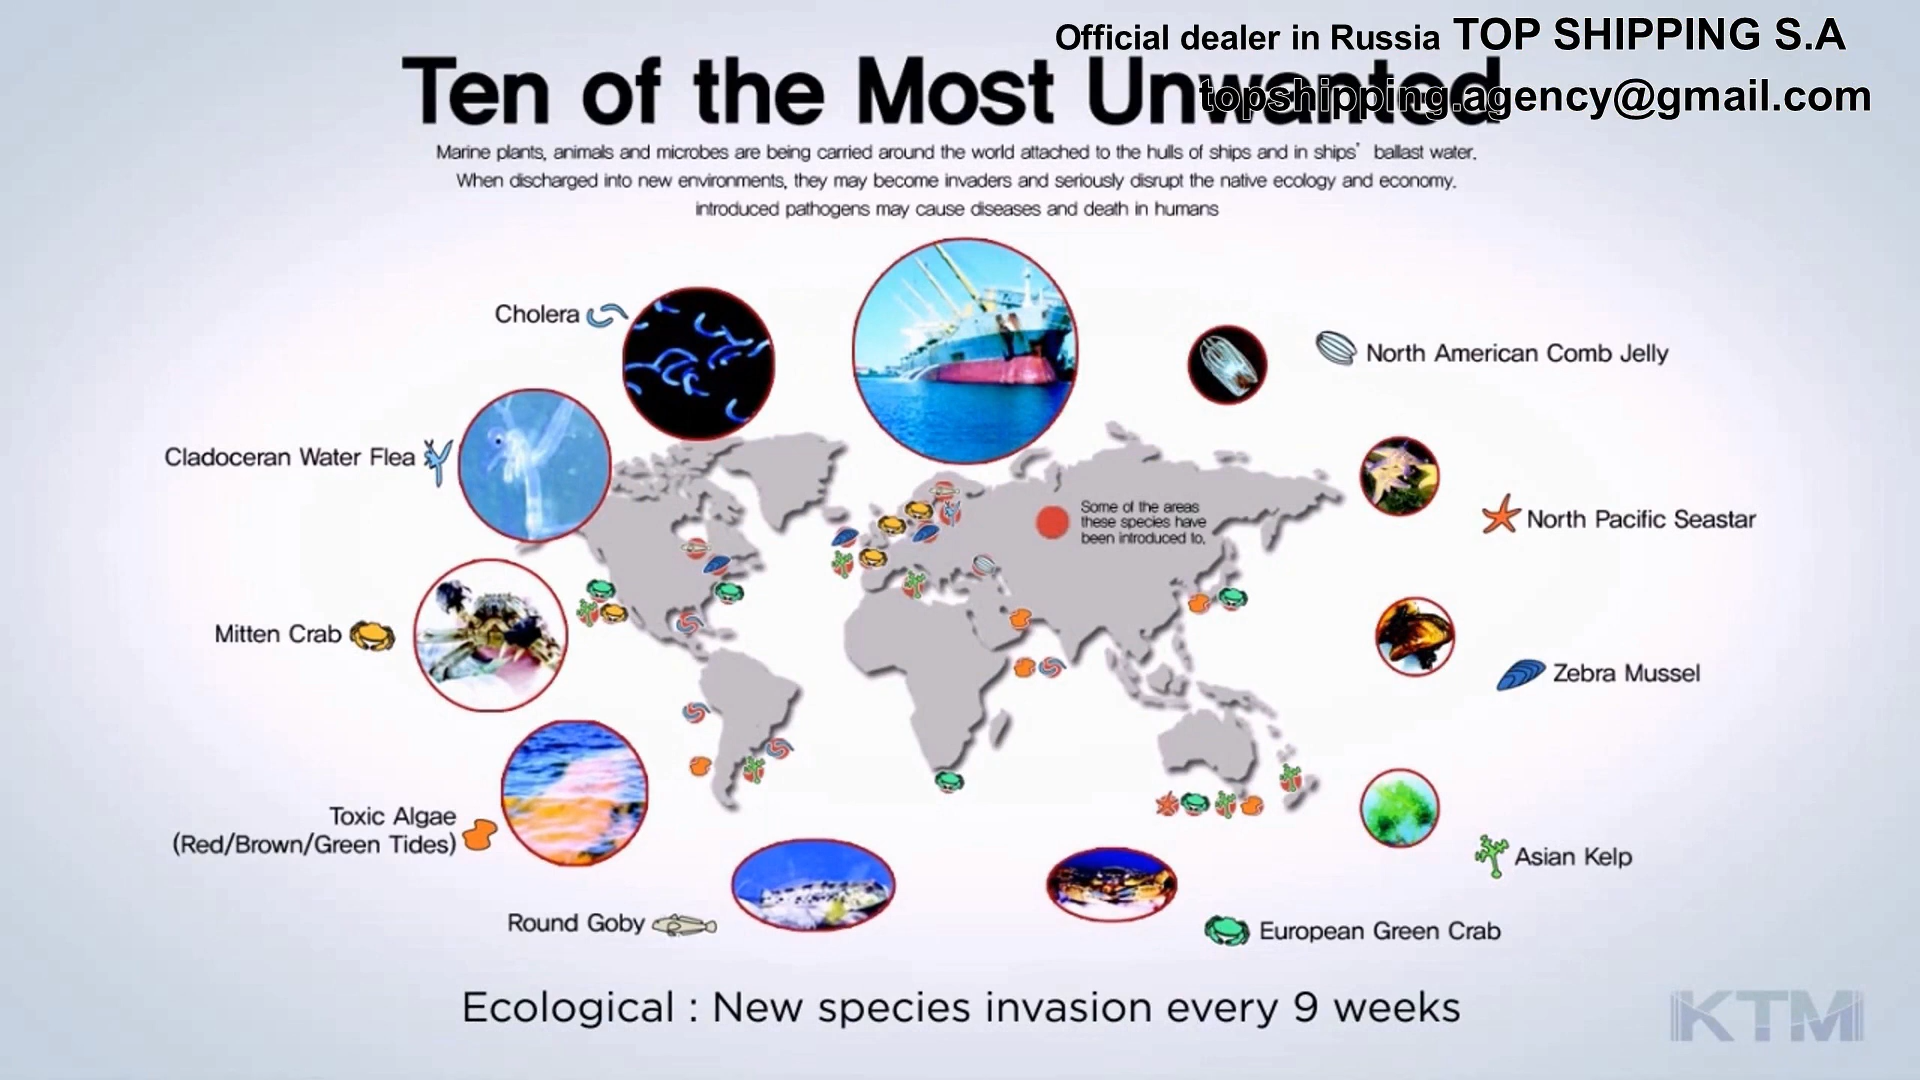 Official dealer in Russia TOP SHIPPING S.A
Ten of the Most Unwanted
topshipping.agency@gmail.com
Marine plants, animals and microbes are being carried around the world attached to the hulls of ships and in ships' ballast water.
When discharged into new environments, they may become invaders and seriously disrupt the native ecology and economy.
introduced pathogens may cause diseases and death in humans
Cholera
North American Comb Jelly
Cladoceran Water Flea
Some of the areas
these species have
been introduced to.
North Pacific Seastar
Mitten Crab
Zebra Mussel
Toxic Algae
(Red/Brown/Green Tides)
Asian Kelp
Round Goby
European Green Crab
Ecological : New species invasion every 9 weeks
KTM